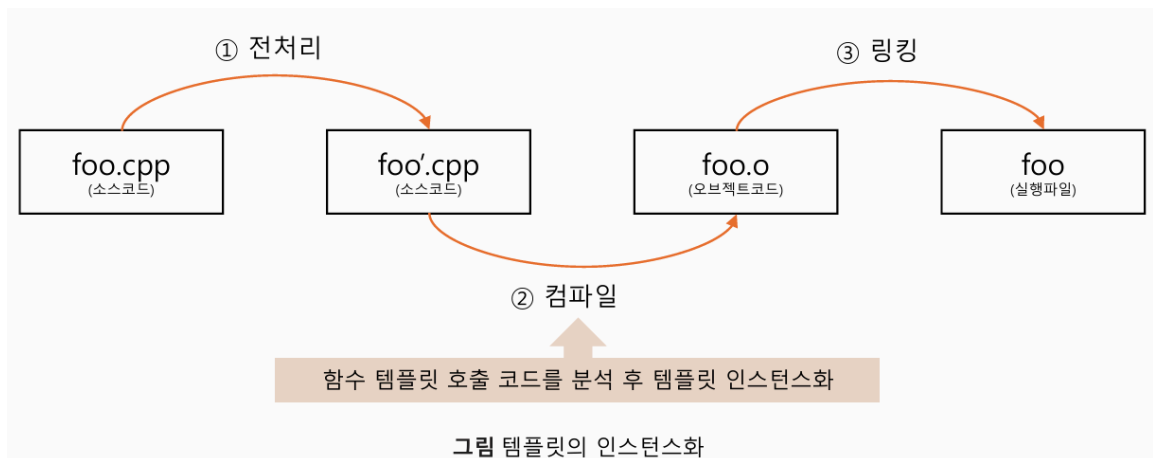 ① 전처리
③ 링킹
foo.cpp
(소스코드)
foo′.cpp
(소스코드)
foo.o
(오브젝트코드)
foo
(실행파일)
② 컴파일
함수 템플릿 호출 코드를 분석 후 템플릿 인스턴스화
그림 템플릿의 인스턴스화